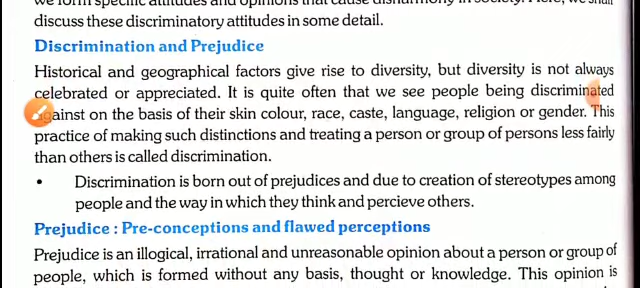 we form specific attitudes and opinions that cause disharmony in society. Here, we shall
discuss these discriminatory attitudes in some detail.
Discrimination and Prejudice
Historical and geographical factors give rise to diversity, but diversity is not always
celebrated or appreciated. It is quite often that we see people being discriminated
against on the basis of their skin colour, race, caste, language, religion or gender. This
practice of making such distinctions and treating a person or group of persons less fairly
than others is called discrimination.
• Discrimination is born out of prejudices and due to creation of stereotypes among
people and the way in which they think and percieve others.
Prejudice : Pre-conceptions and flawed perceptions
Prejudice is an illogical, irrational and unreasonable opinion about a person or group of
people, which is formed without any basis, thought or knowledge. This opinion is